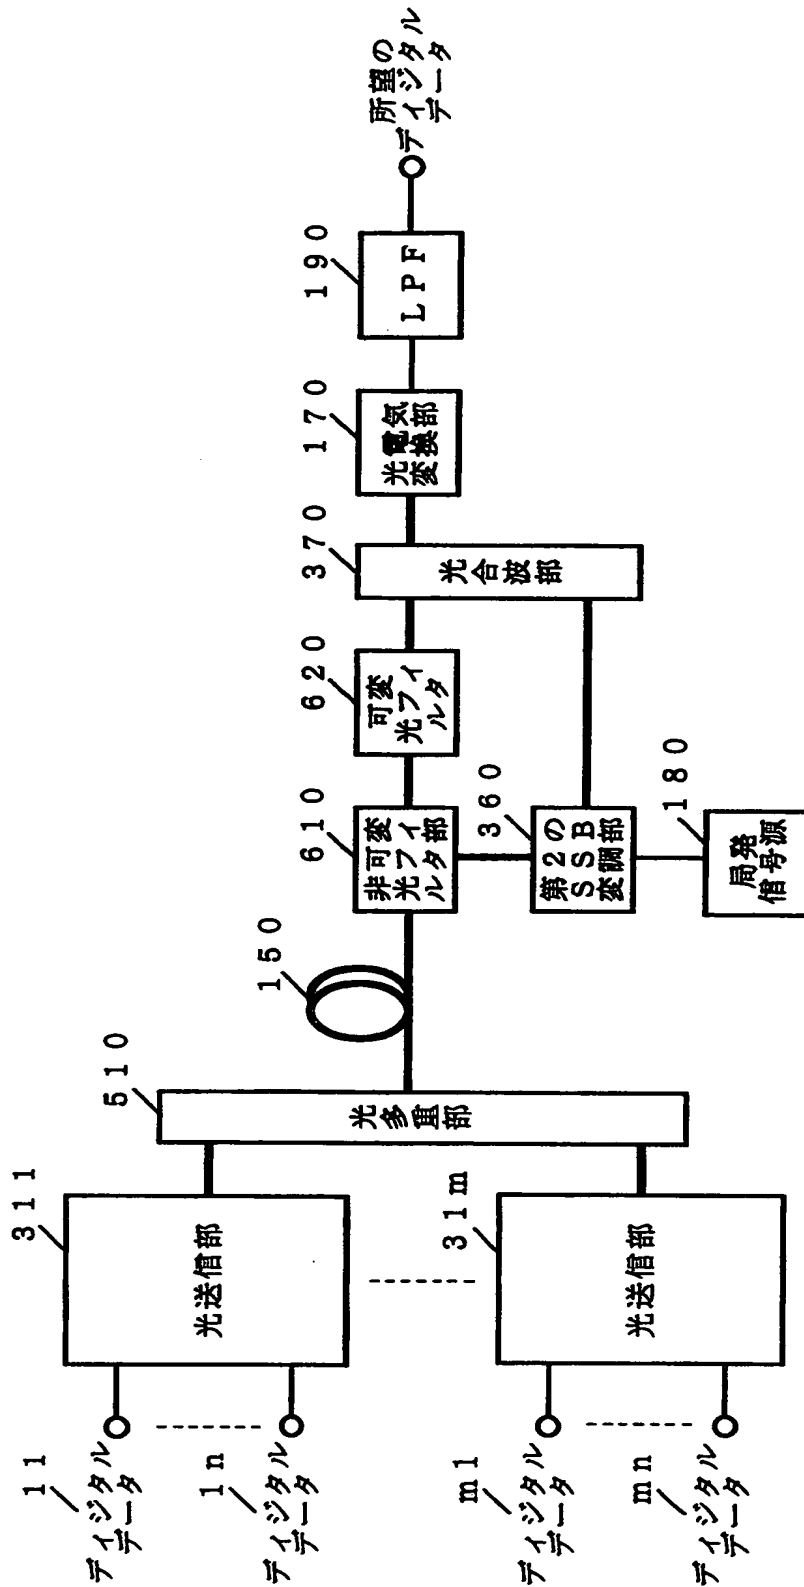 11
ディジタル
データ
1n
ディジタル
データ
m1
ディジタル
データ
mn
ディジタル
データ
311
光送信部
31m
光送信部
510
光多重部
150
610
非可変
光フィ
ルタ部
620
可変
光フィ
ルタ
360
第2の
SSB
変調部
180
局発
信号源
370
光合波部
170
光電気
変換部
190
LPF
所望の
ディジタル
データ